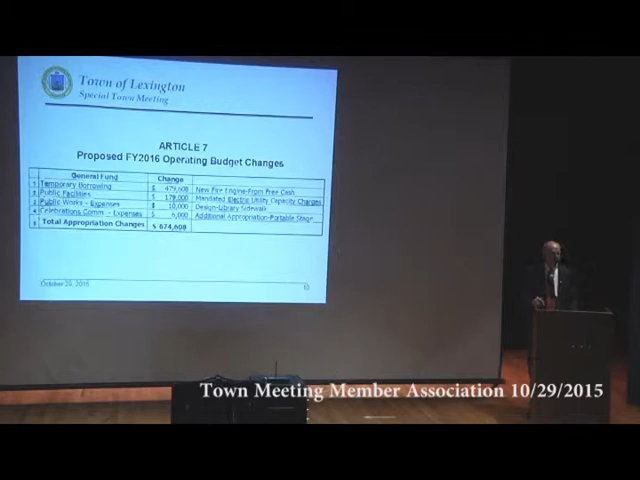 Town of Lexington
Special Town Meeting
ARTICLE 7
Proposed FY2016 Operating Budget Changes
General Fund Change
1 Temporary Borrowing $ 479,608 New Fire Engine-From Free Cash
2 Public Facilities $ 179,000 Mandated Electric Utility Capacity Charges
3 Public Works - Expenses $ 10,000 Design-Library Sidewalk
4 Celebrations Comm. - Expenses $ 6,000 Additional Appropriation-Portable Stage
5 Total Appropriation Changes $ 674,608
October 29, 2015 10
Town Meeting Member Association 10/29/2015